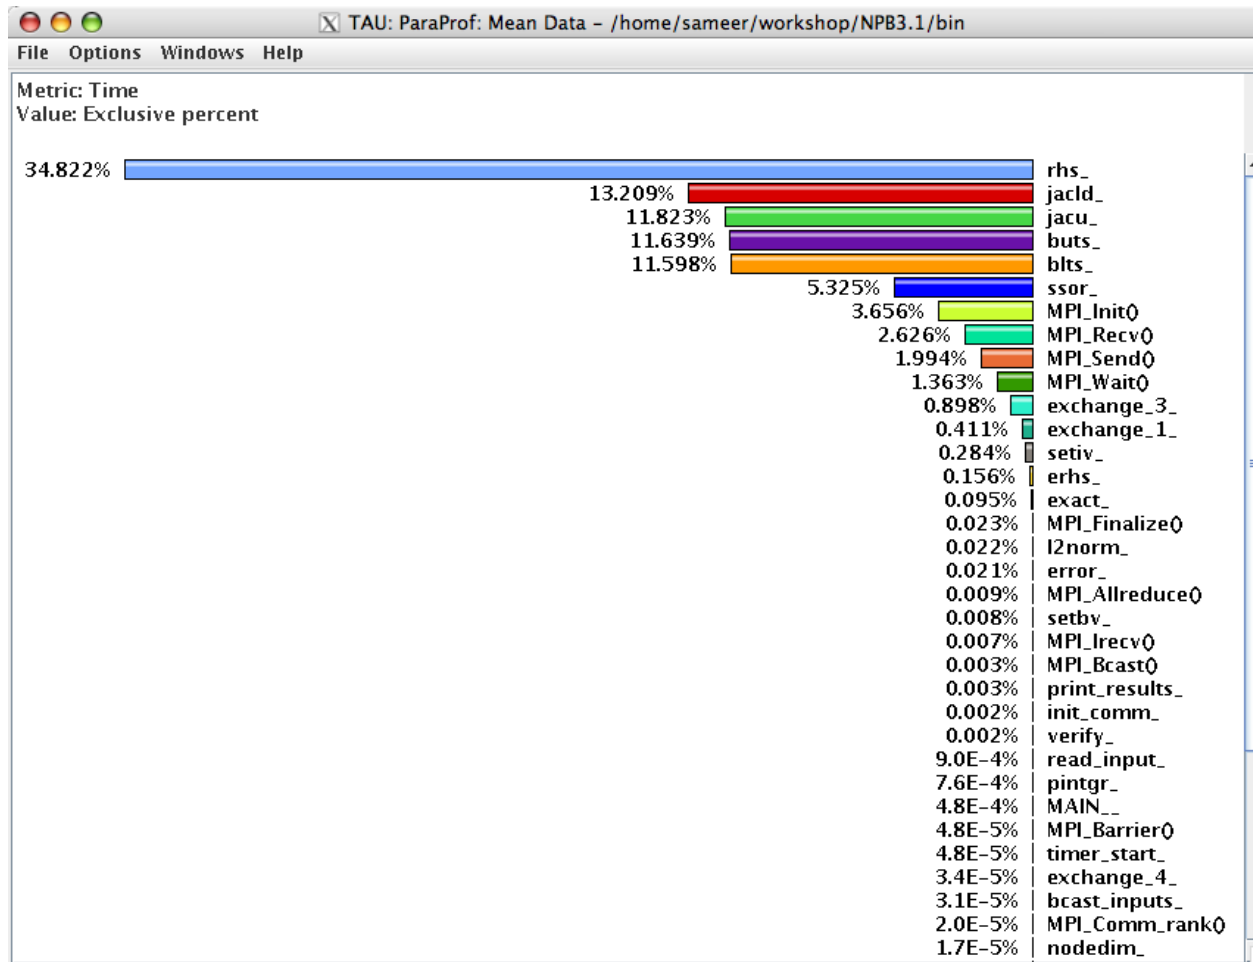 TAU: ParaProf: Mean Data – /home/sameer/workshop/NPB3.1/bin
File Options Windows Help
Metric: Time
Value: Exclusive percent
34.822% rhs_
13.209% jacld_
11.823% jacu_
11.639% buts_
11.598% blts_
5.325% ssor_
3.656% MPI_Init()
2.626% MPI_Recv()
1.994% MPI_Send()
1.363% MPI_Wait()
0.898% exchange_3_
0.411% exchange_1_
0.284% setiv_
0.156% erhs_
0.095% exact_
0.023% MPI_Finalize()
0.022% l2norm_
0.021% error_
0.009% MPI_Allreduce()
0.008% setbv_
0.007% MPI_Irecv()
0.003% MPI_Bcast()
0.003% print_results_
0.002% init_comm_
0.002% verify_
9.0E-4% read_input_
7.6E-4% pintgr_
4.8E-4% MAIN__
4.8E-5% MPI_Barrier()
4.8E-5% timer_start_
3.4E-5% exchange_4_
3.1E-5% bcast_inputs_
2.0E-5% MPI_Comm_rank()
1.7E-5% nodedim_